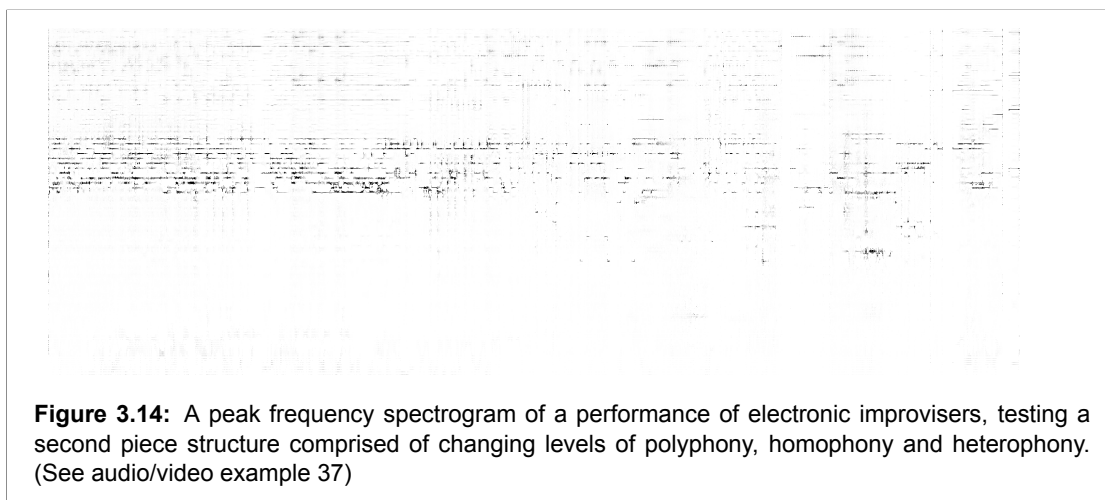 Figure 3.14: A peak frequency spectrogram of a performance of electronic improvisers, testing a
second piece structure comprised of changing levels of polyphony, homophony and heterophony.
(See audio/video example 37)